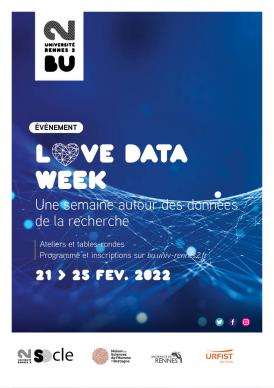 UNIVERSITÉ
RENNES 2
BU
ÉVÉNEMENT
LOVE DATA
WEEK
Une semaine autour des données
de la recherche
Ateliers et tables-rondes
Programme et inscriptions sur bu.univ-rennes2.fr
21 > 25 FEV. 2022
Socle
Maison des
Sciences
de l'Homme
en Bretagne
UNIVERSITÉ DE
RENNES
URFIST